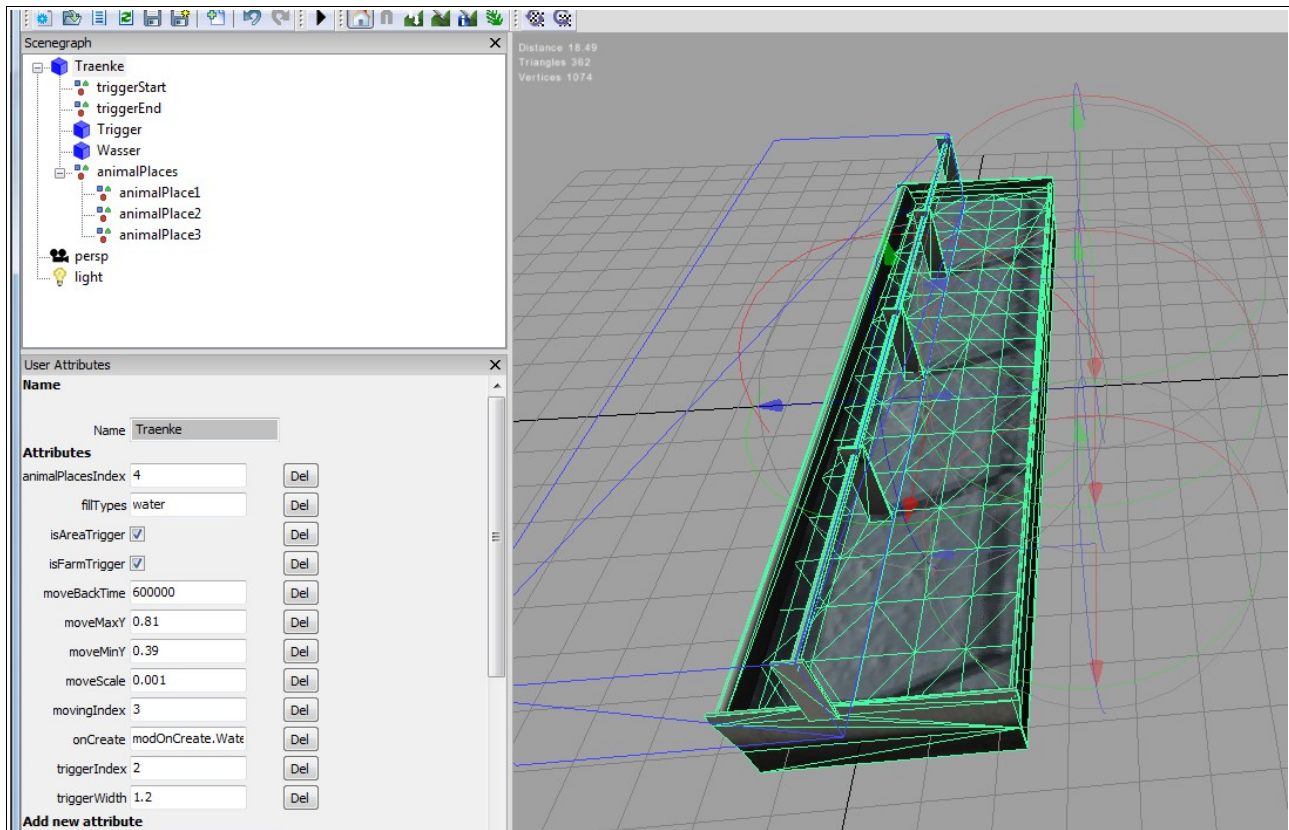 Scenegraph
Distance 18.49
Triangles 362
Vertices 1074
Traenke
triggerStart
triggerEnd
Trigger
Wasser
animalPlaces
animalPlace1
animalPlace2
animalPlace3
persp
light
User Attributes
Name
Name Traenke
Attributes
animalPlacesIndex 4 Del
fillTypes water Del
isAreaTrigger Del
isFarmTrigger Del
moveBackTime 600000 Del
moveMaxY 0.81 Del
moveMinY 0.39 Del
moveScale 0.001 Del
movingIndex 3 Del
onCreate modOnCreate.Wate Del
triggerIndex 2 Del
triggerWidth 1.2 Del
Add new attribute